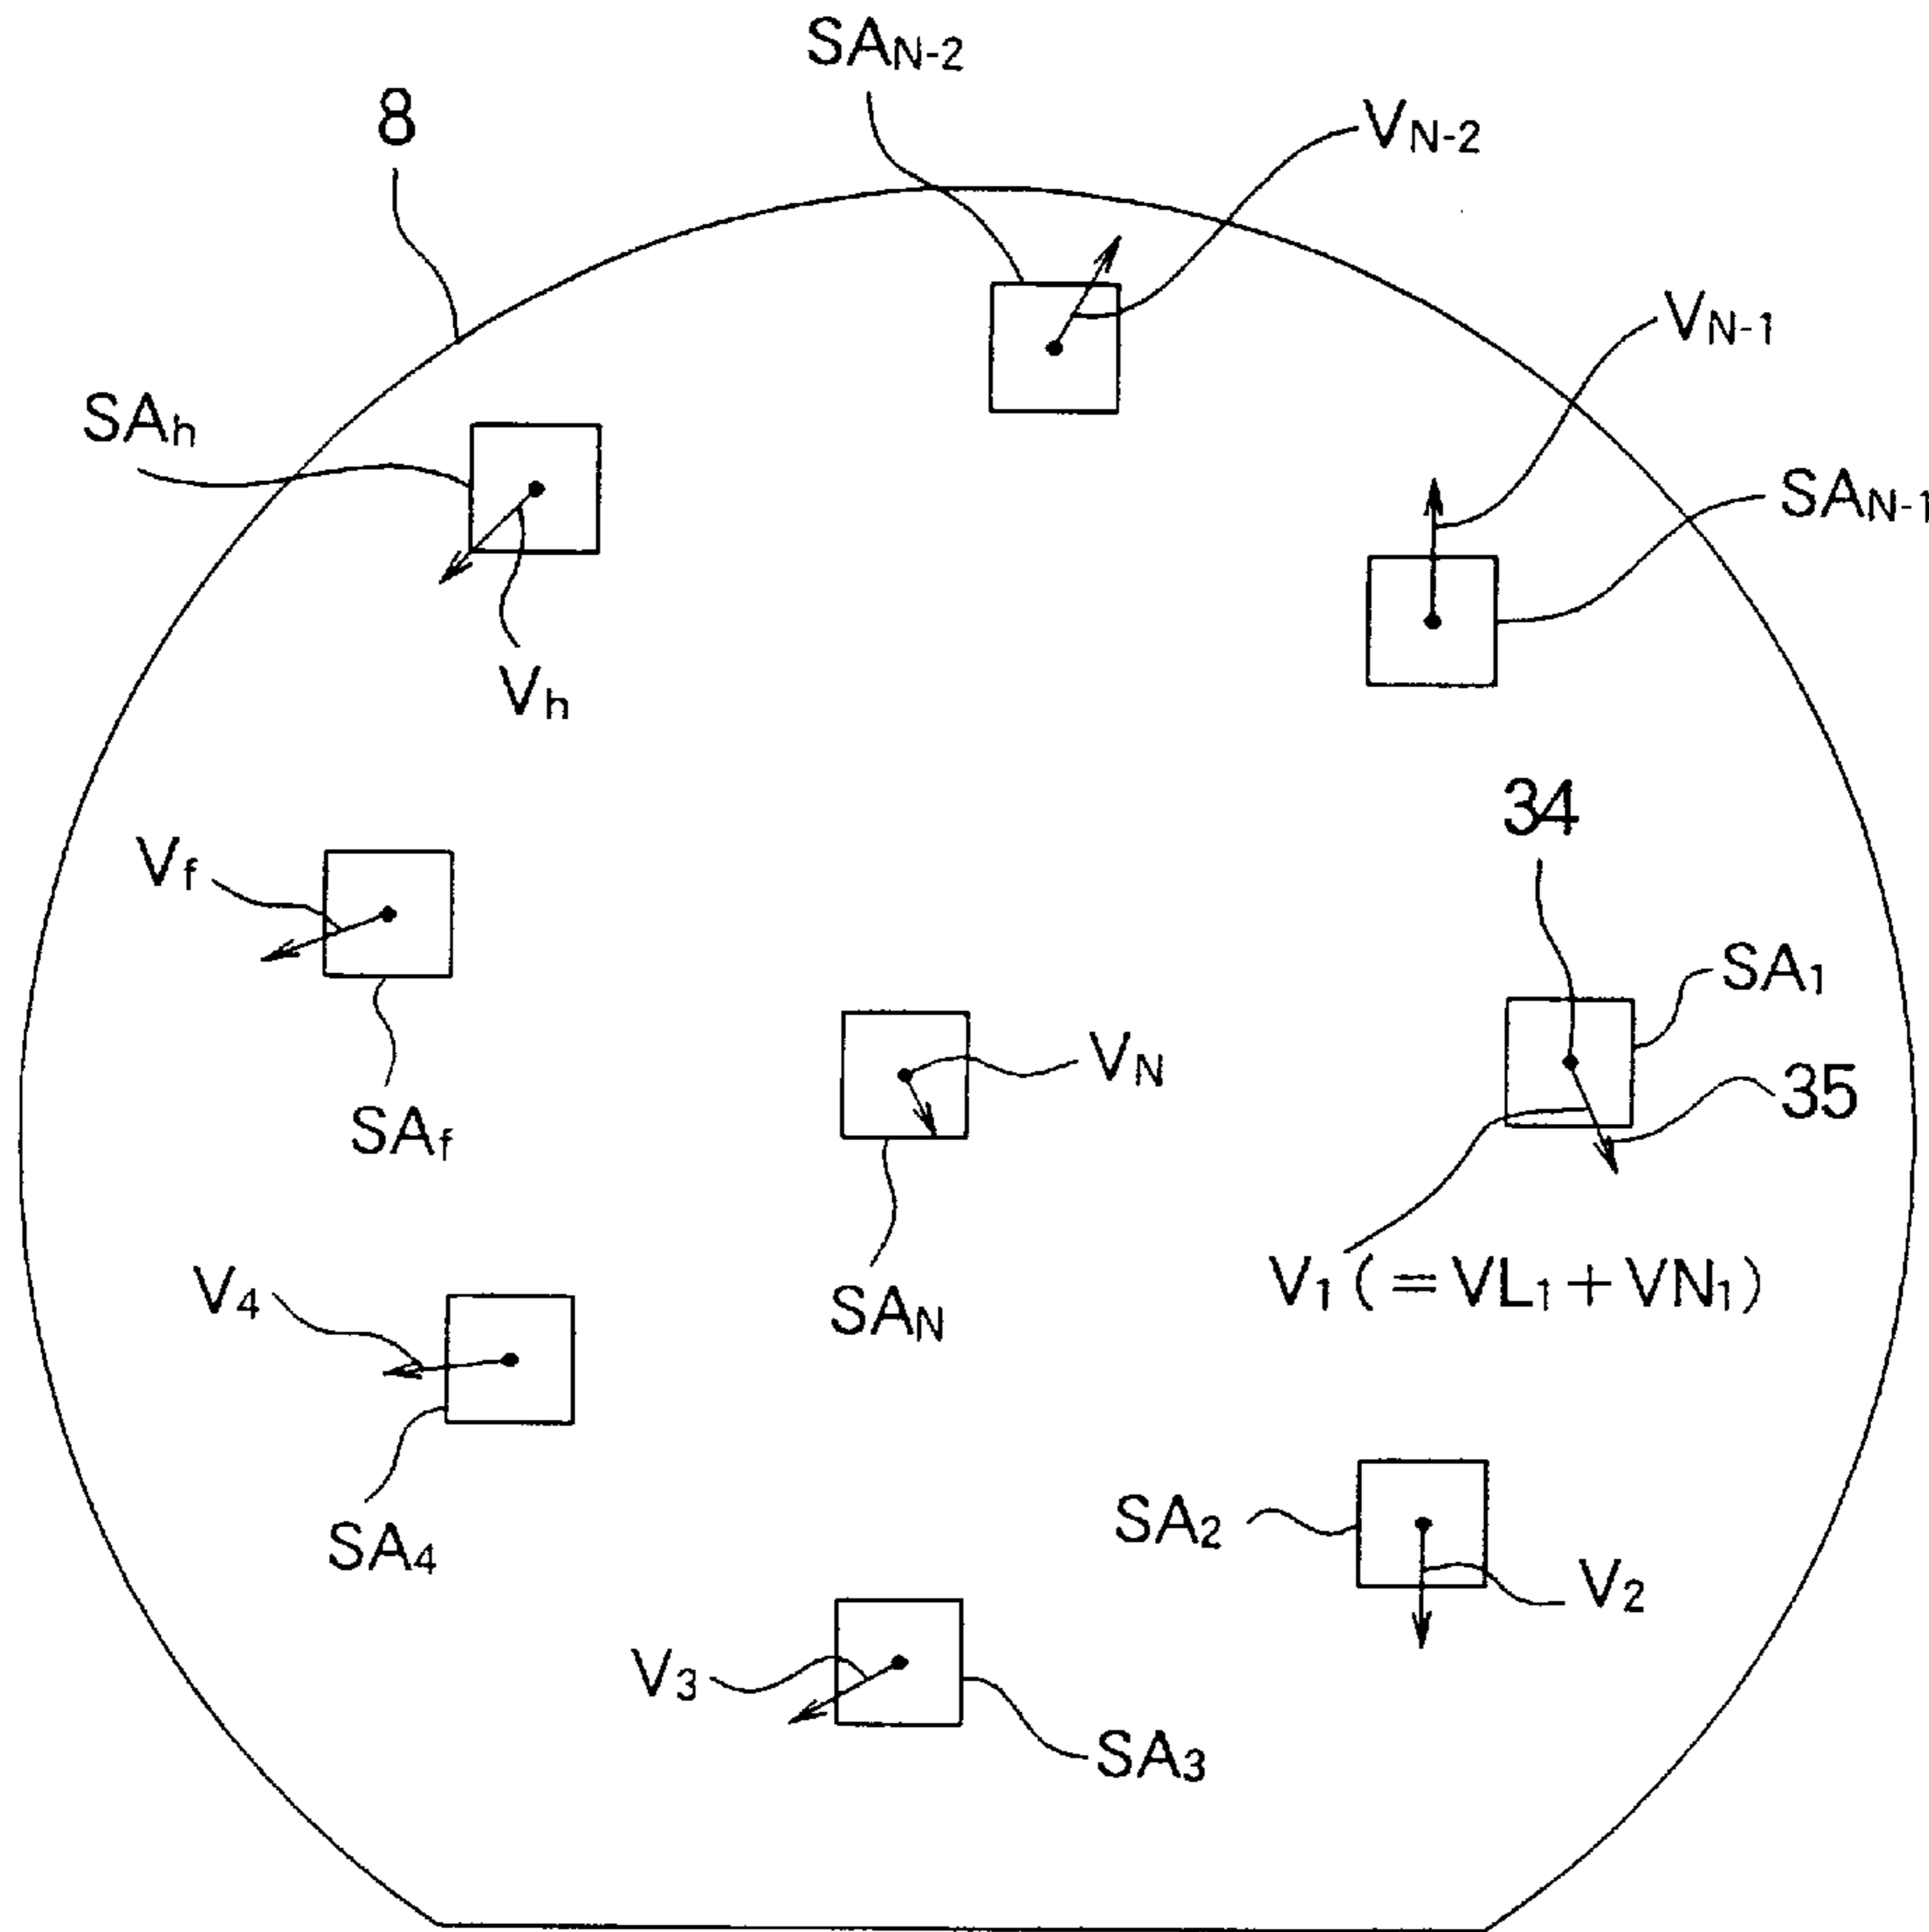 SAN-2
8
VN-2
VN-1
SAh
SAN-1
Vh
34
Vf
SA1
VN
35
SAf
V4
V1 (= VL1 + VN1)
SAN
SA2
SA4
V2
V3
SA3